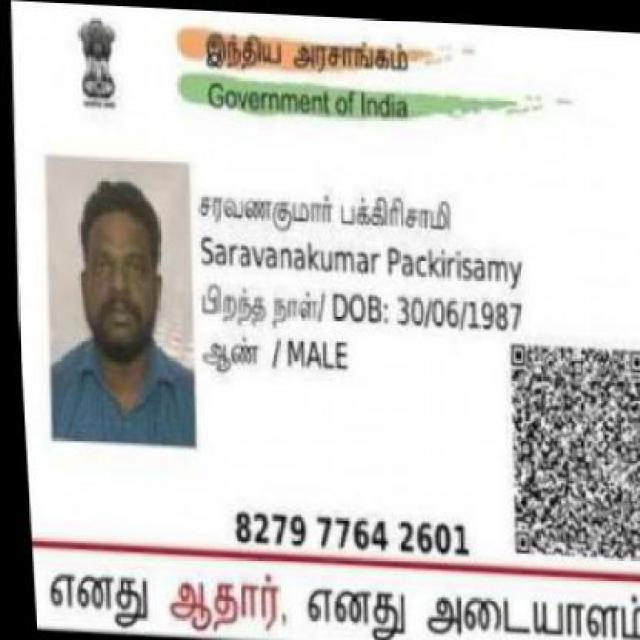 இந்திய அரசாங்கம்
Government of India
சரவணகுமார் பக்கிரிசாமி
Saravanakumar Packirisamy
பிறந்த நாள்/ DOB: 30/06/1987
ஆண் / MALE
8279 7764 2601
எனது ஆதார், எனது அடையாளம்